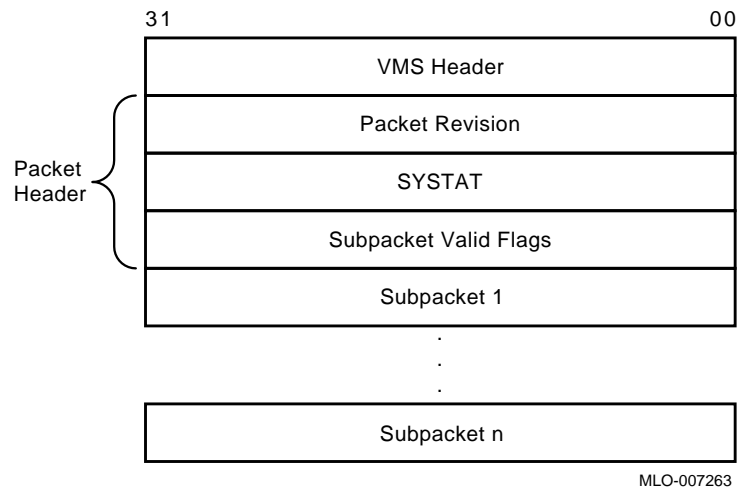 31 00
VMS Header
Packet Revision
Packet
Header
SYSTAT
Subpacket Valid Flags
Subpacket 1
.
.
.
Subpacket n
MLO-007263